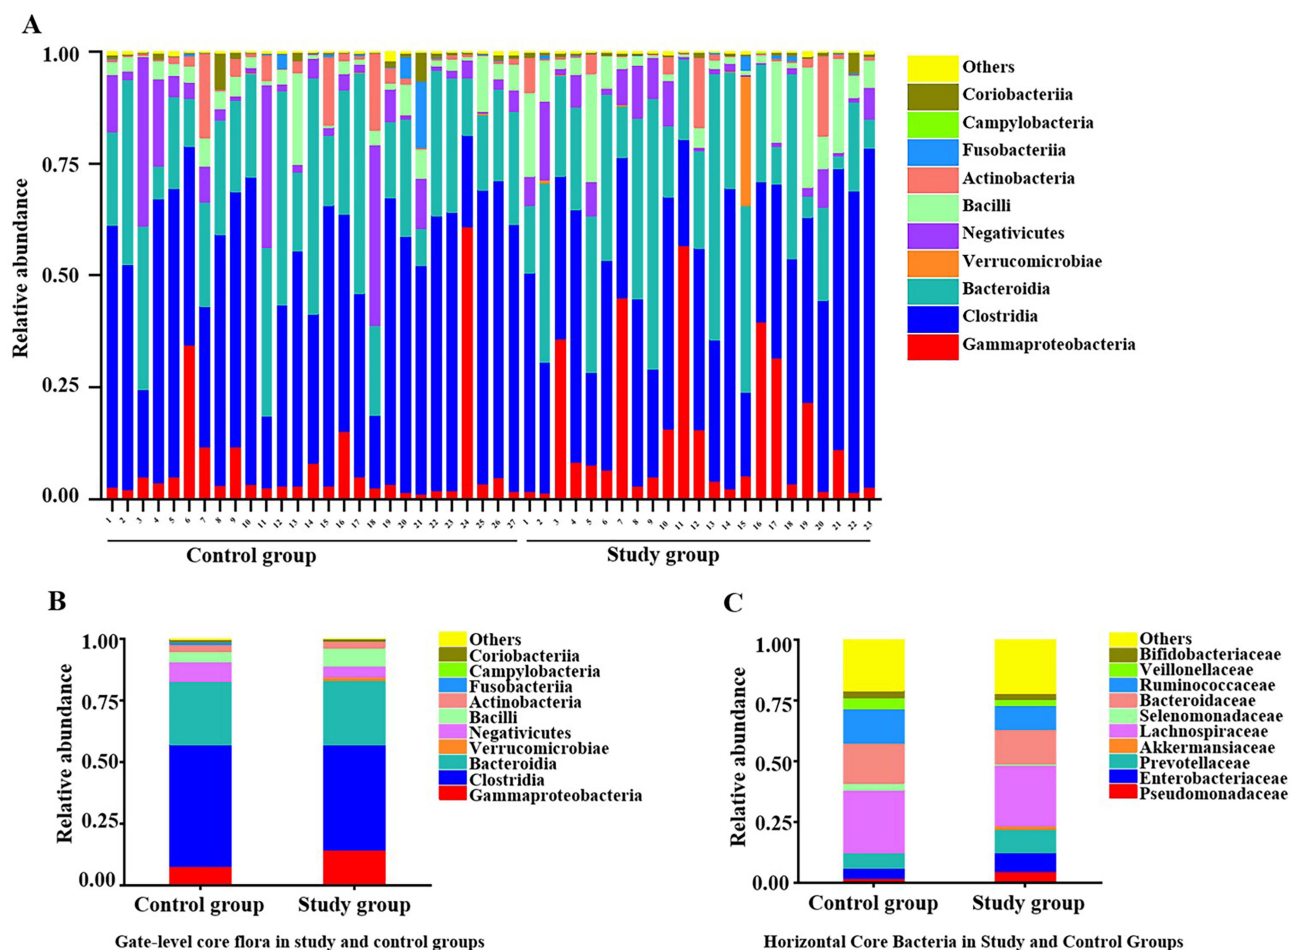 A
Relative abundance
1.00
0.75
0.50
0.25
0.00
1 2 3 4 5 6 7 8 9 10 11 12 13 14 15 16 17 18 19 20 21 22 23 24 25 26 27 1 2 3 4 5 6 7 8 9 10 11 12 13 14 15 16 17 18 19 20 21 22 23
Control group Study group
Others
Coriobacteriia
Campylobacteria
Fusobacteriia
Actinobacteria
Bacilli
Negativicutes
Verrucomicrobiae
Bacteroidia
Clostridia
Gammaproteobacteria
B
Relative abundance
1.00
0.75
0.50
0.25
0.00
Control group Study group
Others
Coriobacteriia
Campylobacteria
Fusobacteriia
Actinobacteria
Bacilli
Negativicutes
Verrucomicrobiae
Bacteroidia
Clostridia
Gammaproteobacteria
Gate-level core flora in study and control groups
C
Relative abundance
1.00
0.75
0.50
0.25
0.00
Control group Study group
Others
Bifidobacteriaceae
Veillonellaceae
Ruminococcaceae
Bacteroidaceae
Selenomonadaceae
Lachnospiraceae
Akkermansiaceae
Prevotellaceae
Enterobacteriaceae
Pseudomonadaceae
Horizontal Core Bacteria in Study and Control Groups